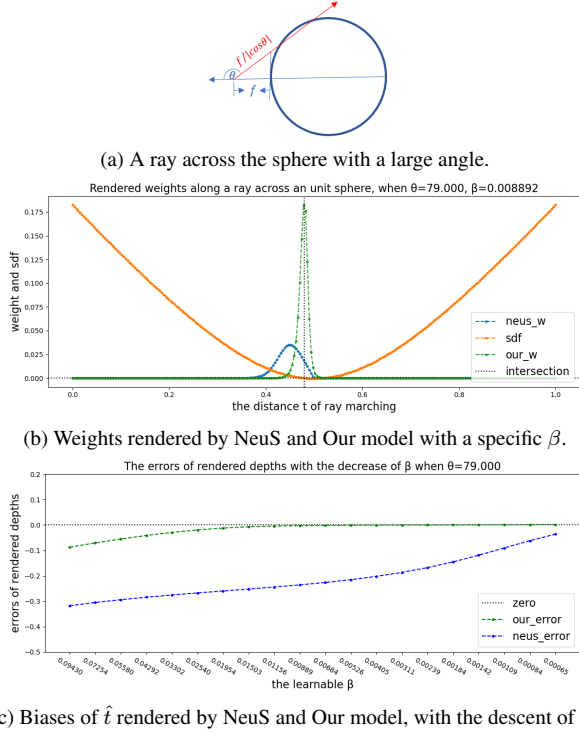 f/|cosθ|
θ
f
(a) A ray across the sphere with a large angle.
Rendered weights along a ray across an unit sphere, when θ=79.000, β=0.008892
weight and sdf
0.175
0.150
0.125
0.100
0.075
0.050
0.025
0.000
neus_w
sdf
our_w
intersection
0.0 0.2 0.4 0.6 0.8 1.0
the distance t of ray marching
(b) Weights rendered by NeuS and Our model with a specific β.
The errors of rendered depths with the decrease of β when θ=79.000
errors of rendered depths
0.2
0.1
0.0
−0.1
−0.2
−0.3
−0.4
−0.5
zero
our_error
neus_error
0.09430 0.07254 0.05580 0.04292 0.03302 0.02540 0.01954 0.01503 0.01156 0.00889 0.00684 0.00526 0.00405 0.00311 0.00239 0.00184 0.00142 0.00109 0.00084 0.00065
the learnable β
c) Biases of t̂ rendered by NeuS and Our model, with the descent of